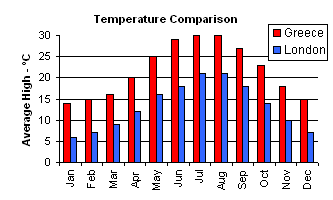 Temperature Comparison
Greece
London
Average High - °C
30
25
20
15
10
5
0
Jan
Feb
Mar
Apr
May
Jun
Jul
Aug
Sep
Oct
Nov
Dec